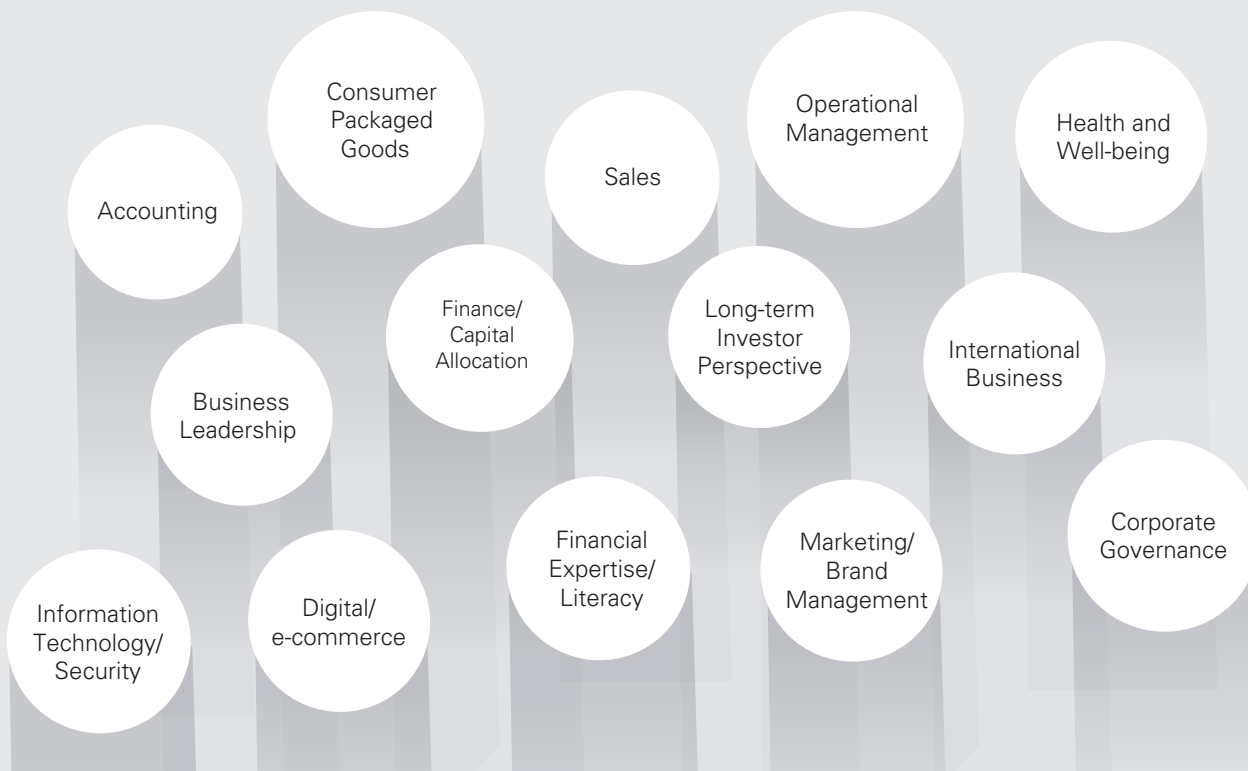 Consumer
Packaged
Goods
Operational
Management
Health and
Well-being
Sales
Accounting
Finance/
Capital
Allocation
Long-term
Investor
Perspective
International
Business
Business
Leadership
Corporate
Governance
Financial
Expertise/
Literacy
Marketing/
Brand
Management
Information
Technology/
Security
Digital/
e-commerce